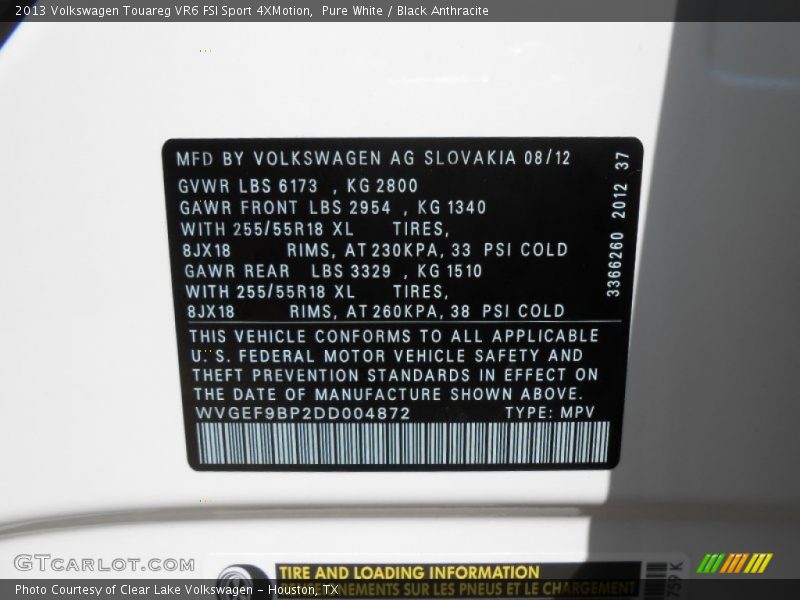 2013 Volkswagen Touareg VR6 FSI Sport 4XMotion,  Pure White / Black Anthracite
MFD BY VOLKSWAGEN AG SLOVAKIA 08/12
GVWR LBS 6173 , KG 2800
GAWR FRONT LBS 2954 , KG 1340
WITH 255/55R18 XL TIRES,
8JX18 RIMS, AT 230KPA, 33 PSI COLD
GAWR REAR LBS 3329 , KG 1510
WITH 255/55R18 XL TIRES,
8JX18 RIMS, AT 260KPA, 38 PSI COLD
3366260 2012 37
THIS VEHICLE CONFORMS TO ALL APPLICABLE
U.S. FEDERAL MOTOR VEHICLE SAFETY AND
THEFT PREVENTION STANDARDS IN EFFECT ON
THE DATE OF MANUFACTURE SHOWN ABOVE.
WVGEF9BP2DD004872 TYPE: MPV
GTCarlot.com
TIRE AND LOADING INFORMATION
SUR LES PNEUS ET LE CHARGEMENT
759 K
Photo Courtesy of Clear Lake Volkswagen - Houston, TX